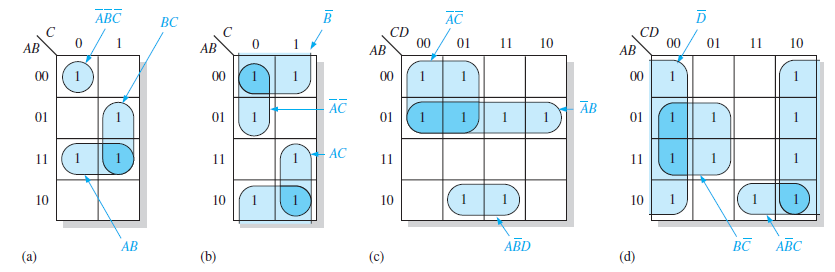 A̅B̅C̅
BC
C
AB
0 1
00 1
01 1
11 1 1
10
AB
(a)
B̅
C
AB
0 1
00 1 1
01 1
A̅C̅
11 1
AC
10 1 1
(b)
A̅C̅
CD
AB
00 01 11 10
00 1 1
01 1 1 1 1
A̅B
11
10 1 1
AB̅D
(c)
D̅
CD
AB
00 01 11 10
00 1 1
01 1 1 1
11 1 1 1
10 1 1 1
BC̅
AB̅C
(d)